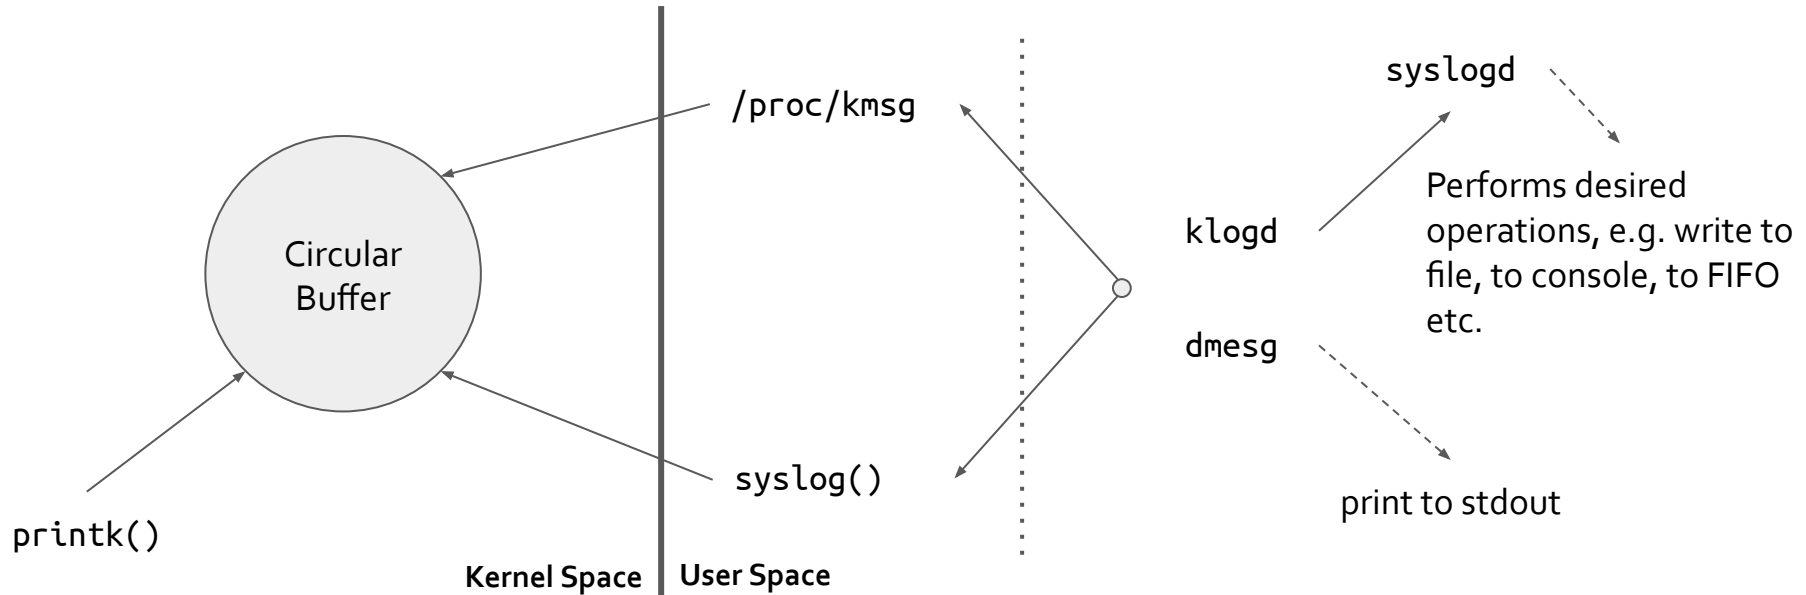 syslogd
/proc/kmsg
Performs desired
operations, e.g. write to
file, to console, to FIFO
etc.
klogd
Circular
Buffer
dmesg
syslog()
print to stdout
printk()
Kernel Space
User Space